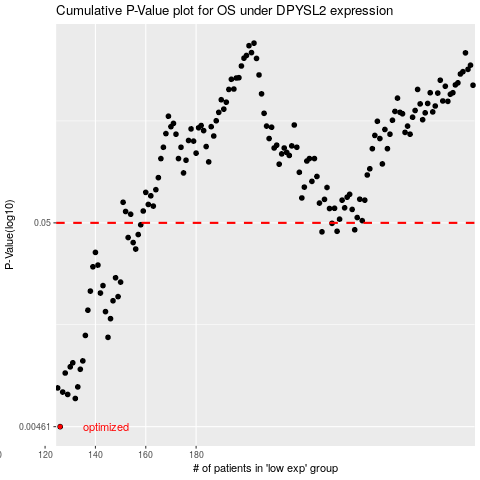 Cumulative P-Value plot for OS under DPYSL2 expression
P-Value(log10)
0.05
0.00461
optimized
0
120
140
160
180
# of patients in 'low exp' group